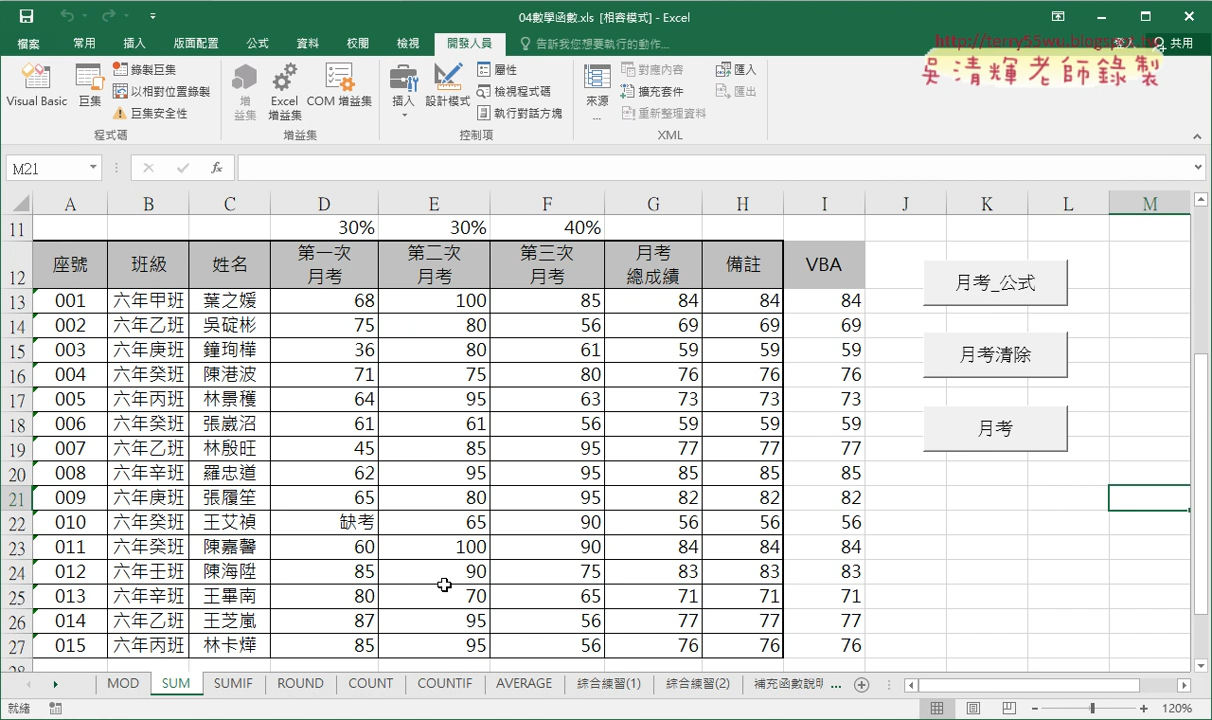 04數學函數.xls [相容模式] - Excel
http://terry55wu.blogspot.tw
檔案 常用 插入 版面配置 公式 資料 校閱 檢視 開發人員 告訴我您想要執行的動作... 登入 共用
吳清輝老師錄製
Visual Basic 巨集 錄製巨集 以相對位置錄製 巨集安全性 增益集 Excel 增益集 COM 增益集 插入 設計模式 屬性 檢視程式碼 執行對話方塊 來源 ... 對應內容 擴充套件 重新整理資料 匯入 匯出
程式碼 增益集 控制項 XML
M21 fx
A B C D E F G H I J K L M
11 30% 30% 40%
12 座號 班級 姓名 第一次月考 第二次月考 第三次月考 月考總成績 備註 VBA
13 001 六年甲班 葉之媛 68 100 85 84 84 84
14 002 六年乙班 吳碇彬 75 80 56 69 69 69
15 003 六年庚班 鐘珣樺 36 80 61 59 59 59
16 004 六年癸班 陳港波 71 75 80 76 76 76
17 005 六年丙班 林景穫 64 95 63 73 73 73
18 006 六年癸班 張崴沼 61 61 56 59 59 59
19 007 六年乙班 林殷旺 45 85 95 77 77 77
20 008 六年辛班 羅忠道 62 95 95 85 85 85
21 009 六年庚班 張履笙 65 80 95 82 82 82
22 010 六年癸班 王艾禎 缺考 65 90 56 56 56
23 011 六年癸班 陳嘉馨 60 100 90 84 84 84
24 012 六年壬班 陳海陞 85 90 75 83 83 83
25 013 六年辛班 王畢南 80 70 65 71 71 71
26 014 六年乙班 王芝嵐 87 95 56 77 77 77
27 015 六年丙班 林卡燁 85 95 56 76 76 76
28
月考_公式
月考清除
月考
MOD SUM SUMIF ROUND COUNT COUNTIF AVERAGE 綜合練習(1) 綜合練習(2) 補充函數說明 ...
就緒 120%